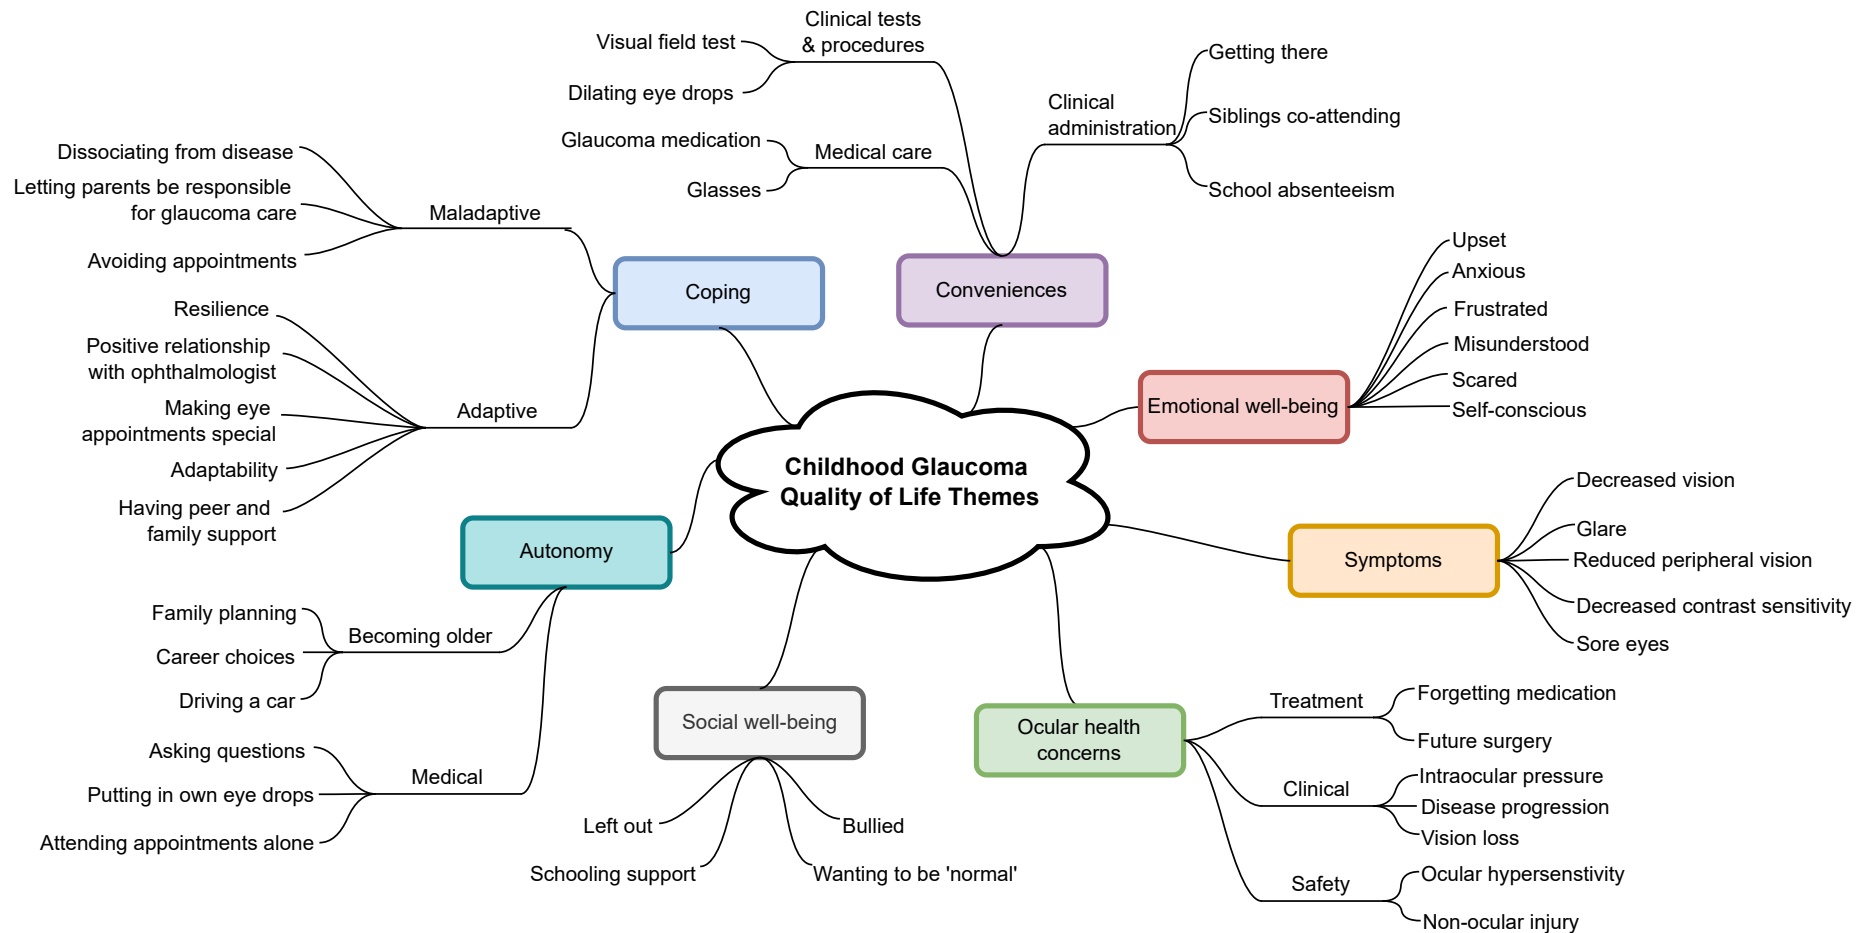 Childhood Glaucoma
Quality of Life Themes
Coping
Maladaptive
Dissociating from disease
Letting parents be responsible
for glaucoma care
Avoiding appointments
Adaptive
Resilience
Positive relationship
with ophthalmologist
Making eye
appointments special
Adaptability
Having peer and
family support
Conveniences
Clinical tests
& procedures
Visual field test
Dilating eye drops
Medical care
Glaucoma medication
Glasses
Clinical
administration
Getting there
Siblings co-attending
School absenteeism
Emotional well-being
Upset
Anxious
Frustrated
Misunderstood
Scared
Self-conscious
Symptoms
Decreased vision
Glare
Reduced peripheral vision
Decreased contrast sensitivity
Sore eyes
Ocular health
concerns
Treatment
Forgetting medication
Future surgery
Clinical
Intraocular pressure
Disease progression
Vision loss
Safety
Ocular hypersenstivity
Non-ocular injury
Social well-being
Left out
Schooling support
Bullied
Wanting to be 'normal'
Autonomy
Becoming older
Family planning
Career choices
Driving a car
Medical
Asking questions
Putting in own eye drops
Attending appointments alone